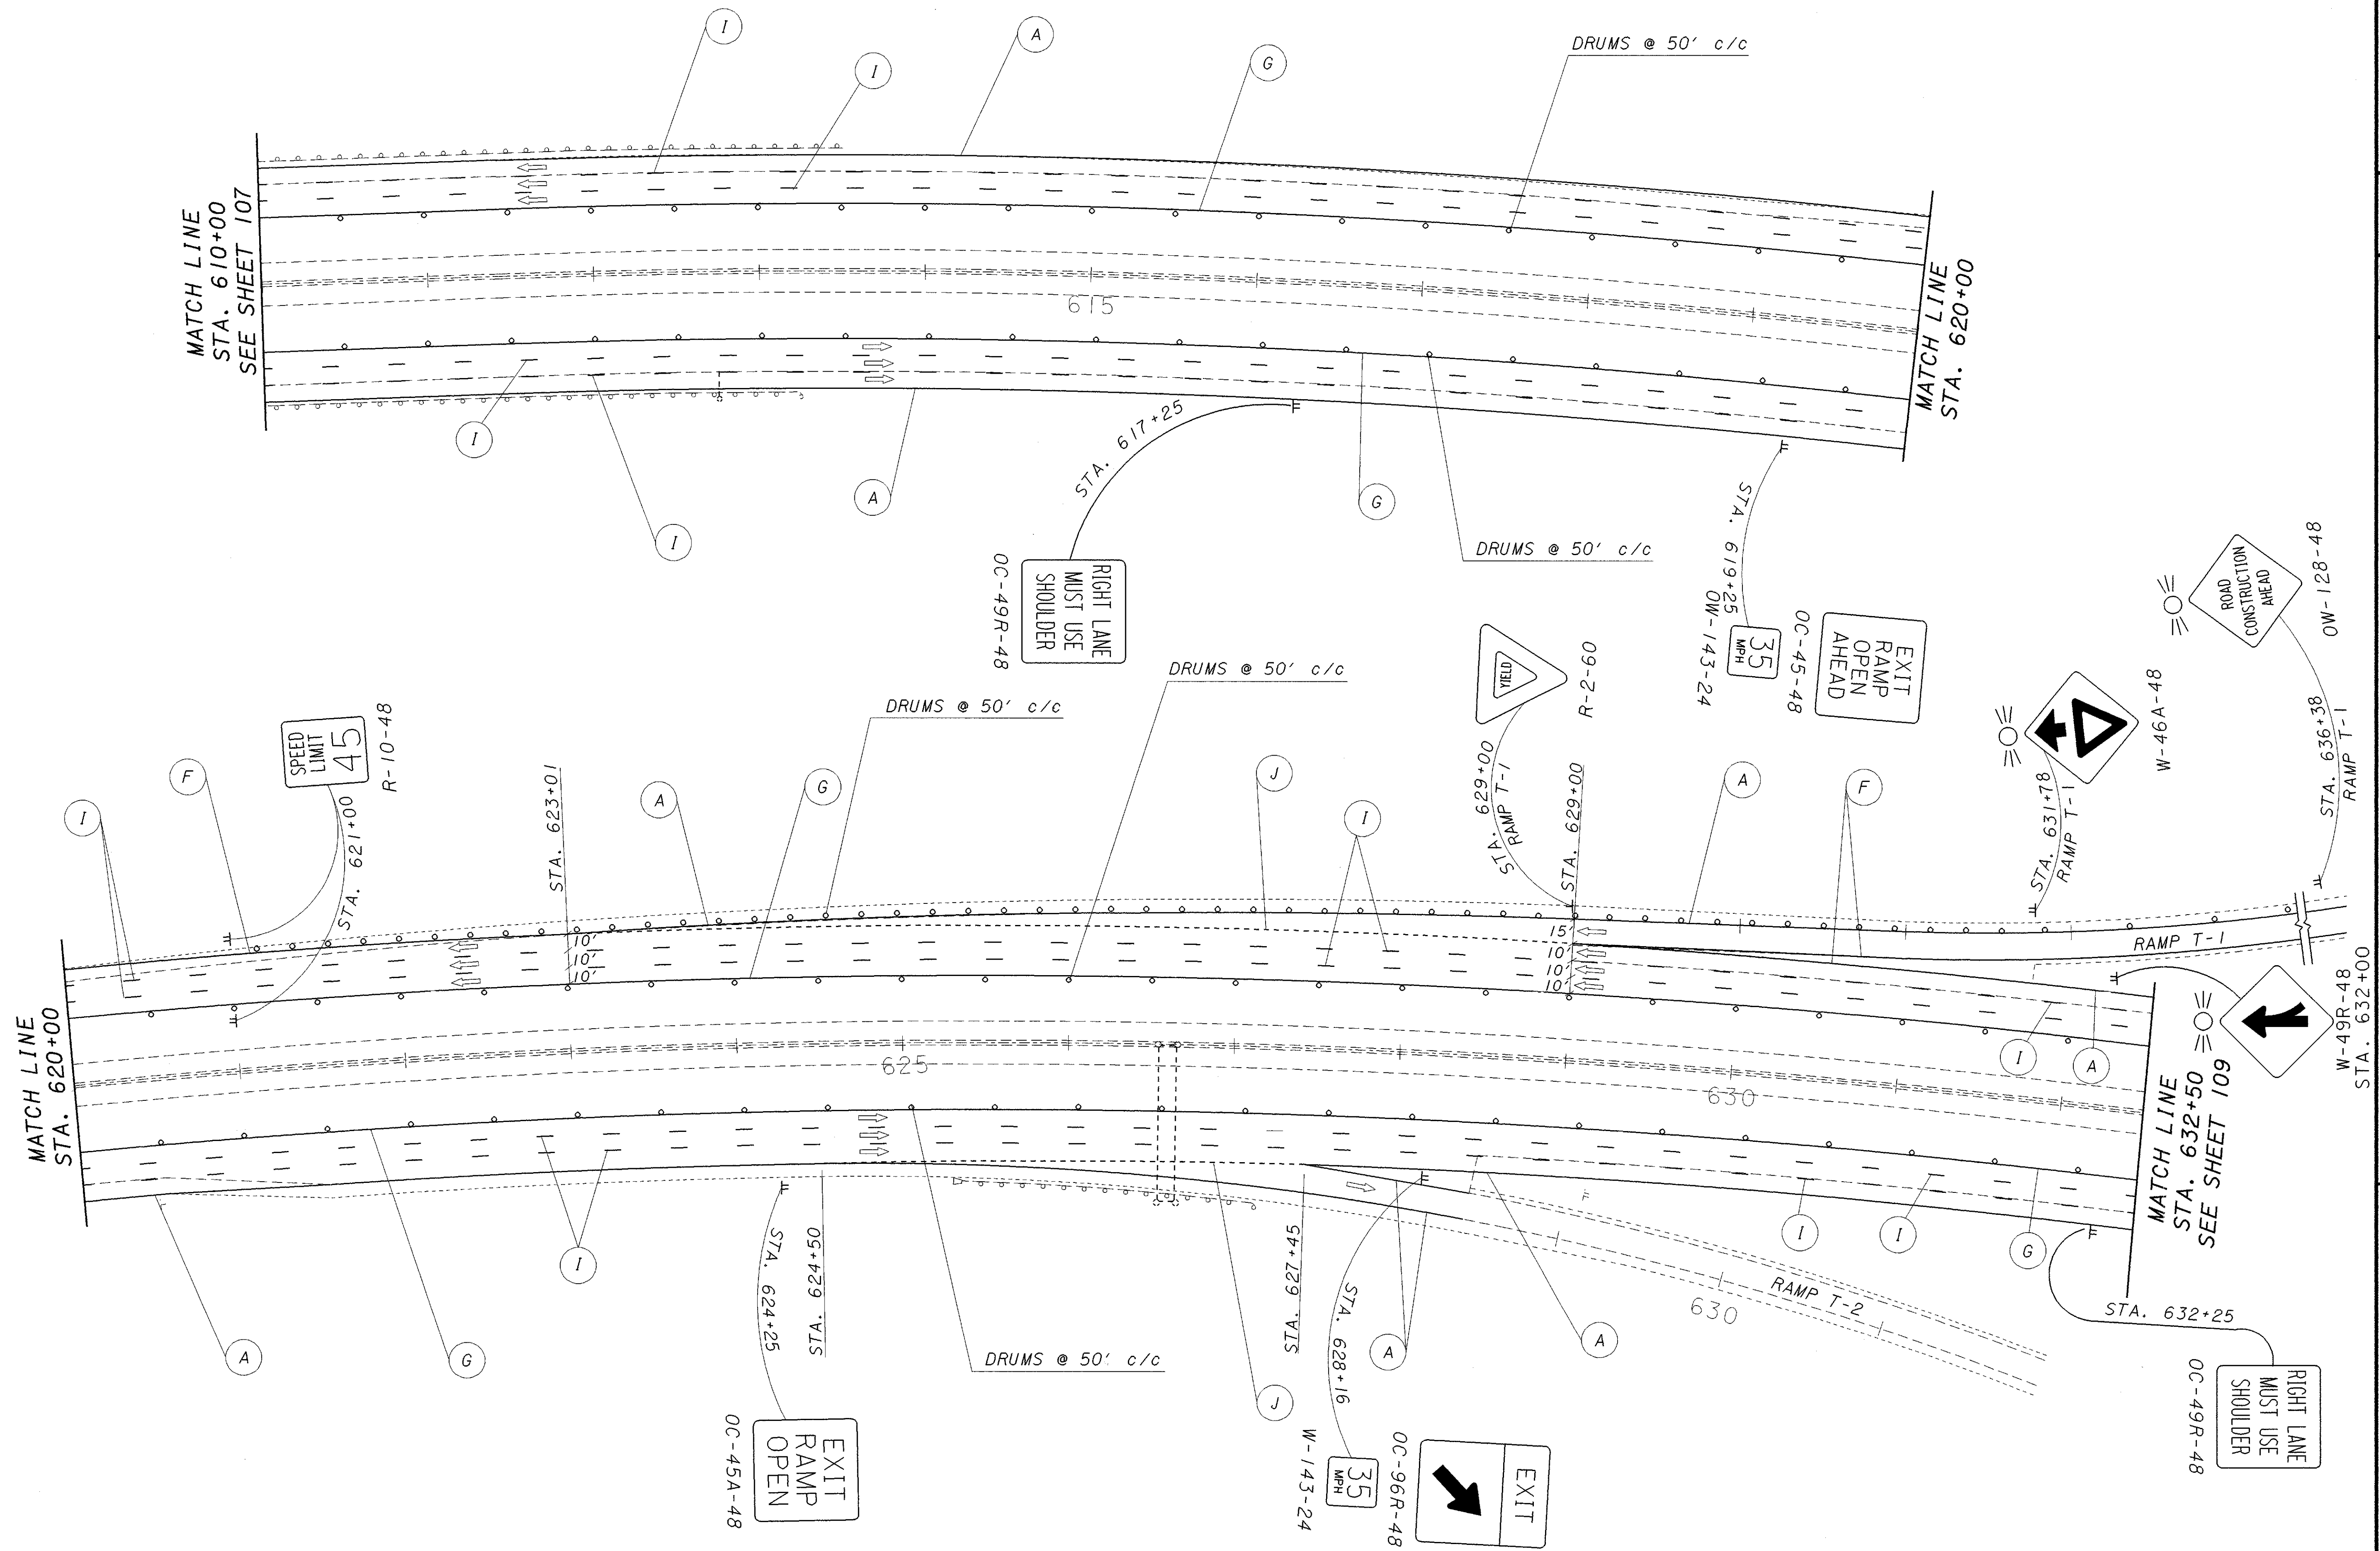 I
A
I
G
DRUMS @ 50' c/c
MATCH LINE
STA. 610+00
SEE SHEET 107
615
MATCH LINE
STA. 620+00
I
I
A
G
STA. 617+25
DRUMS @ 50' c/c
RIGHT LANE
MUST USE
SHOULDER
OC-49R-48
STA. 619+25
OW-143-24
35
MPH
OC-45-48
EXIT
RAMP
OPEN
AHEAD
YIELD
R-2-60
STA. 629+00
RAMP T-1
ROAD
CONSTRUCTION
AHEAD
OW-128-48
STA. 636+38
RAMP T-1
W-46A-48
STA. 631+78
RAMP T-1
DRUMS @ 50' c/c
DRUMS @ 50' c/c
SPEED
LIMIT
45
R-10-48
STA. 621+00
F
I
STA. 623+01
A
G
J
I
STA. 629+00
A
F
10'
10'
10'
15'
10'
10'
10'
RAMP T-1
MATCH LINE
STA. 620+00
625
630
I
A
W-49R-48
STA. 632+00
MATCH LINE
STA. 632+50
SEE SHEET 109
A
G
I
STA. 624+25
STA. 624+50
DRUMS @ 50' c/c
J
STA. 627+45
STA. 628+16
A
A
I
I
G
RAMP T-2
630
STA. 632+25
RIGHT LANE
MUST USE
SHOULDER
OC-49R-48
EXIT
RAMP
OPEN
OC-45A-48
W-143-24
35
MPH
OC-96R-48
EXIT